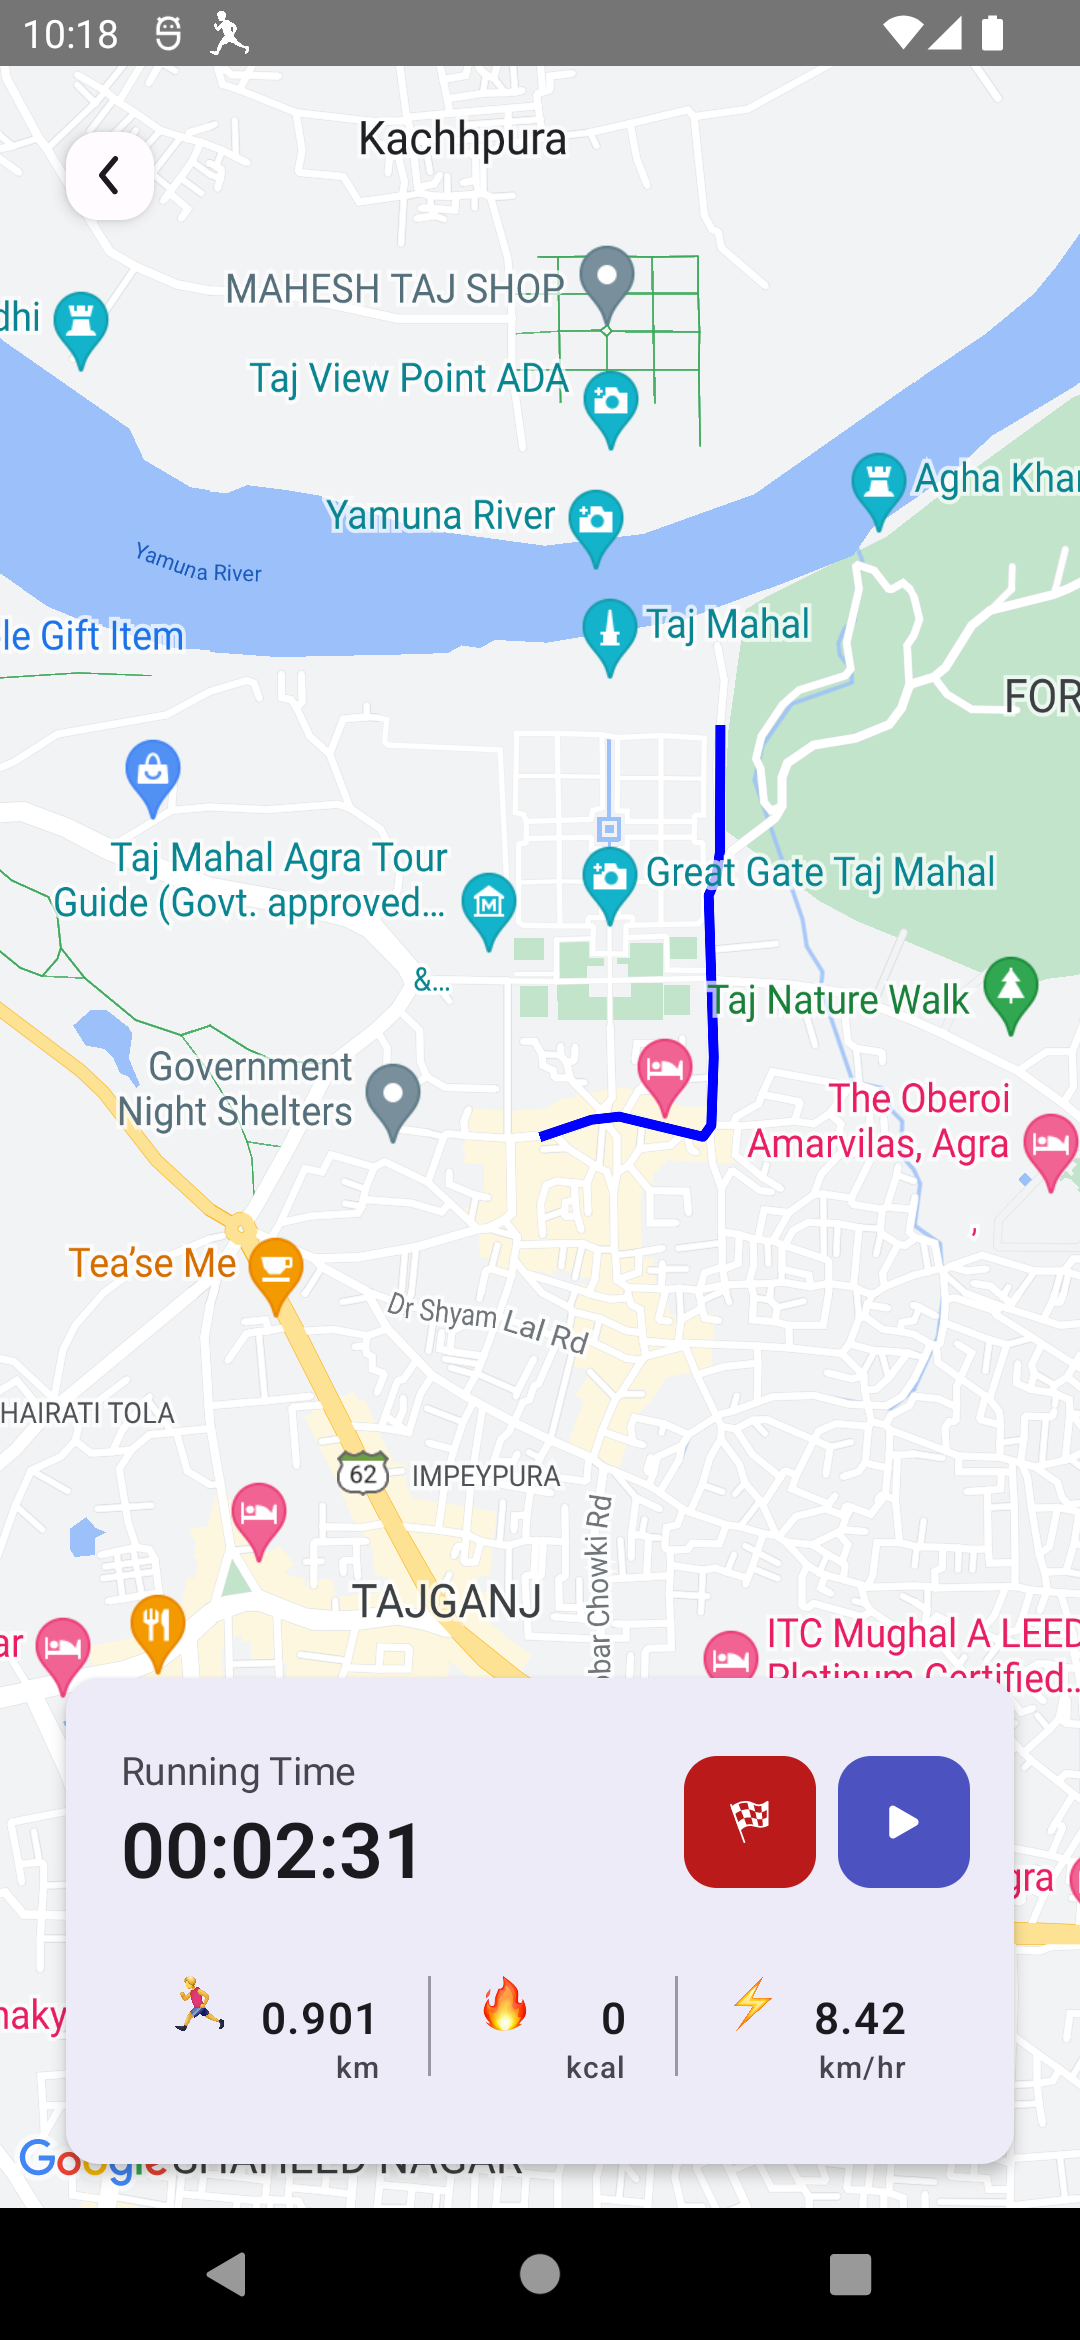 10:18
Kachhpura
MAHESH TAJ SHOP
dhi
Taj View Point ADA
Agha Khan
Yamuna River
Yamuna River
Taj Mahal
le Gift Item
FOR
Taj Mahal Agra Tour
Guide (Govt. approved...
Great Gate Taj Mahal
&...
Taj Nature Walk
Government
Night Shelters
The Oberoi
Amarvilas, Agra
,
Tea'se Me
Dr Shyam Lal Rd
HAIRATI TOLA
62
IMPEYPURA
TAJGANJ
obar Chowki Rd
ar
ITC Mughal A LEED
Platinum Certified...
Running Time
00:02:31
gra
naky
0.901
km
0
kcal
8.42
km/hr
Google
SHAHEED NAGAR